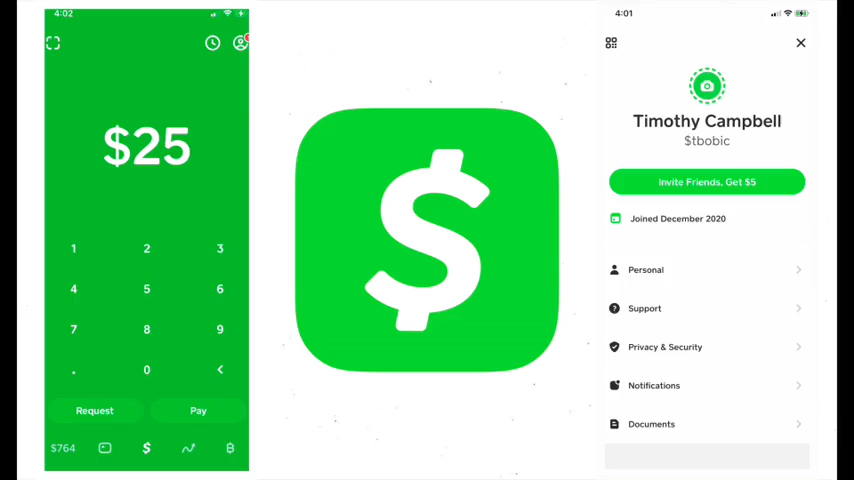 4:02
$25
1 2 3
4 5 6
7 8 9
. 0 <
Request Pay
$764 $
$
4:01
Timothy Campbell
$tbobic
Invite Friends, Get $5
Joined December 2020
Personal
Support
Privacy & Security
Notifications
Documents